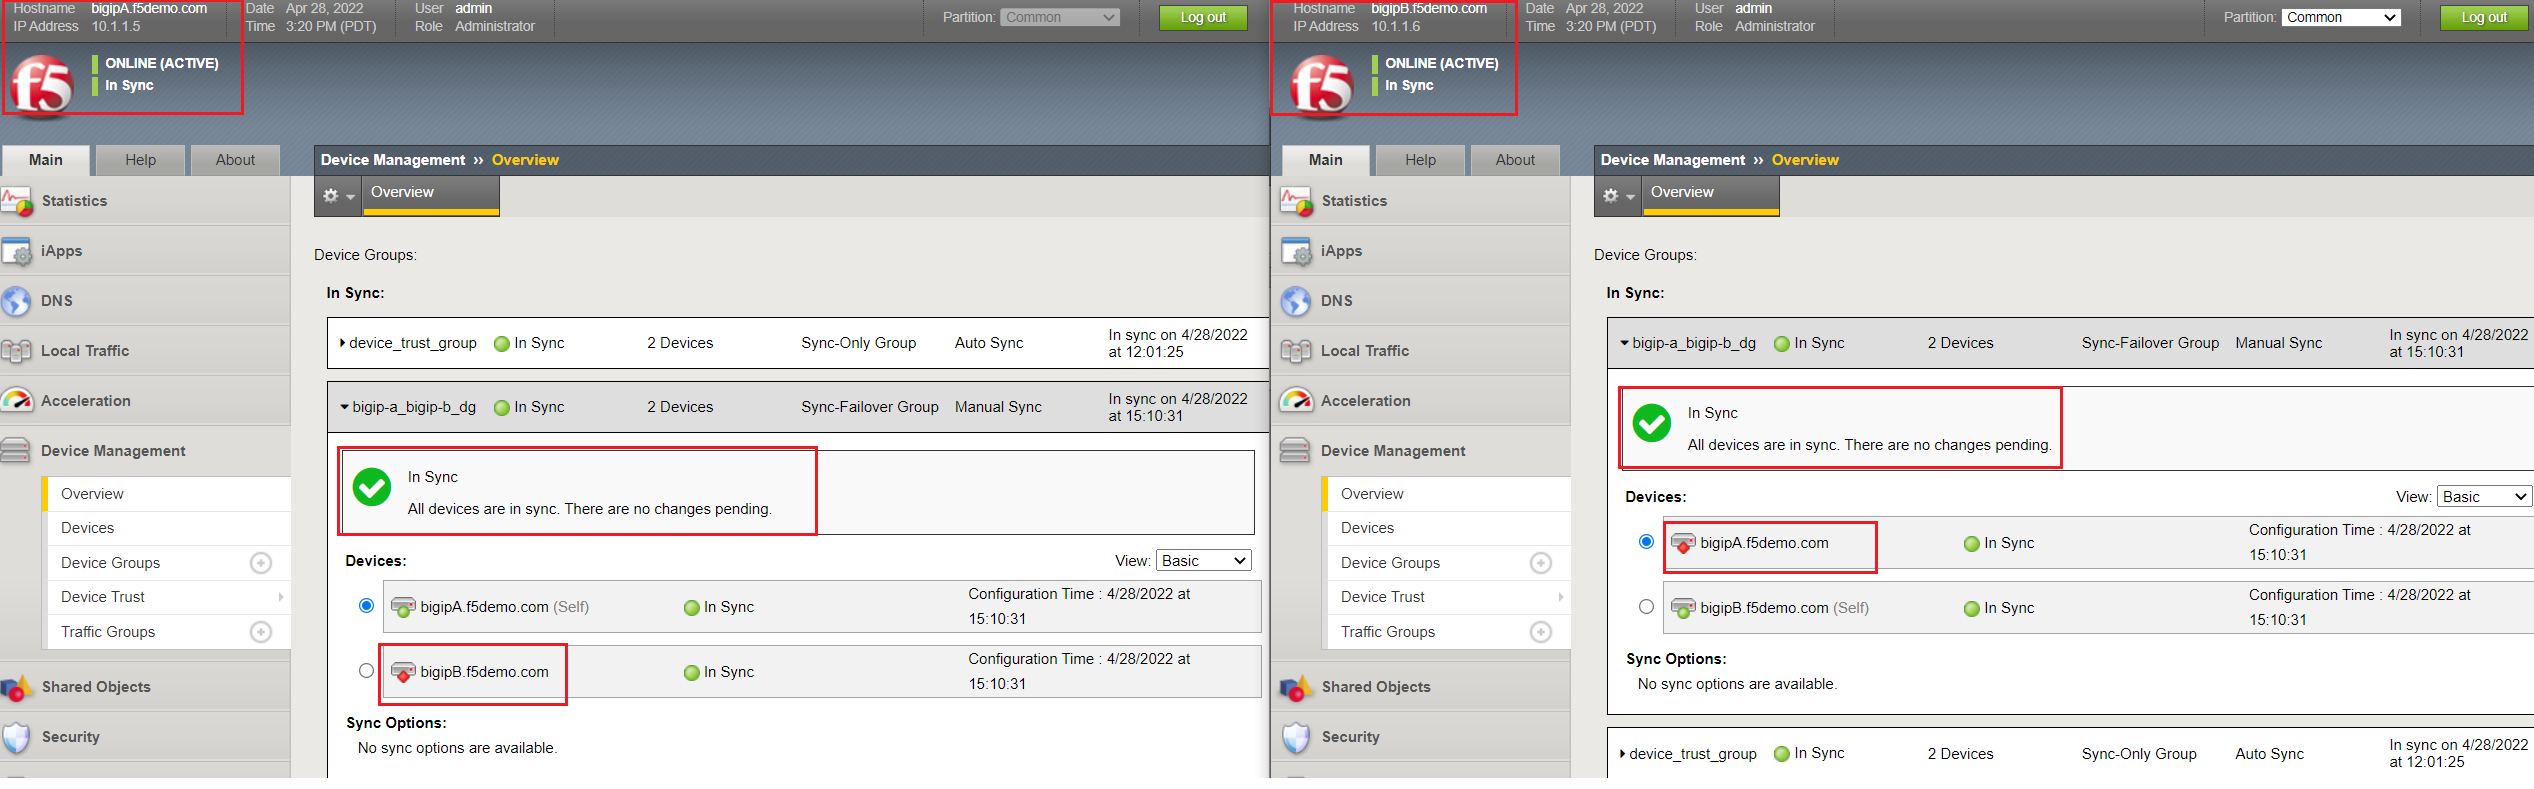 Hostname bigipA.f5demo.com Date Apr 28, 2022 User admin
IP Address 10.1.1.5 Time 3:20 PM (PDT) Role Administrator
Partition: Common Log out
f5
ONLINE (ACTIVE)
In Sync
Main Help About
Device Management ›› Overview
Overview
Statistics
iApps
DNS
Local Traffic
Acceleration
Device Management
Overview
Devices
Device Groups
Device Trust
Traffic Groups
Shared Objects
Security
Device Groups:
In Sync:
device_trust_group In Sync 2 Devices Sync-Only Group Auto Sync In sync on 4/28/2022
at 12:01:25
bigip-a_bigip-b_dg In Sync 2 Devices Sync-Failover Group Manual Sync In sync on 4/28/2022
at 15:10:31
In Sync
All devices are in sync. There are no changes pending.
Devices: View: Basic
bigipA.f5demo.com (Self) In Sync Configuration Time : 4/28/2022 at
15:10:31
bigipB.f5demo.com In Sync Configuration Time : 4/28/2022 at
15:10:31
Sync Options:
No sync options are available.
Hostname bigipB.f5demo.com Date Apr 28, 2022 User admin
IP Address 10.1.1.6 Time 3:20 PM (PDT) Role Administrator
Partition: Common Log out
f5
ONLINE (ACTIVE)
In Sync
Main Help About
Device Management ›› Overview
Overview
Statistics
iApps
DNS
Local Traffic
Acceleration
Device Management
Overview
Devices
Device Groups
Device Trust
Traffic Groups
Shared Objects
Security
Device Groups:
In Sync:
bigip-a_bigip-b_dg In Sync 2 Devices Sync-Failover Group Manual Sync In sync on 4/28/2022
at 15:10:31
In Sync
All devices are in sync. There are no changes pending.
Devices: View: Basic
bigipA.f5demo.com In Sync Configuration Time : 4/28/2022 at
15:10:31
bigipB.f5demo.com (Self) In Sync Configuration Time : 4/28/2022 at
15:10:31
Sync Options:
No sync options are available.
device_trust_group In Sync 2 Devices Sync-Only Group Auto Sync In sync on 4/28/2022
at 12:01:25